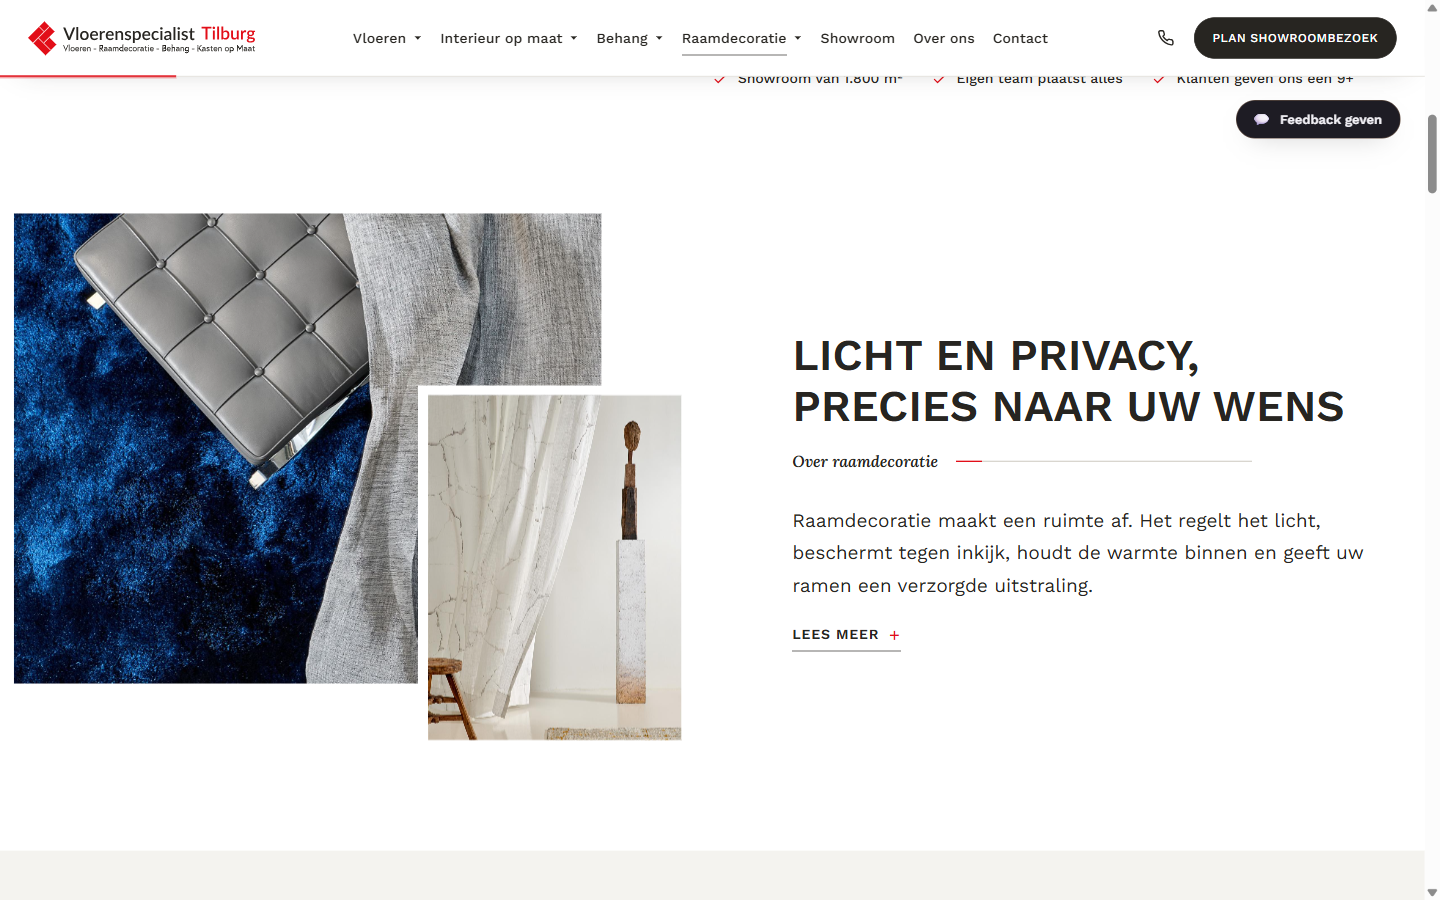 Vloerenspecialist Tilburg
Vloeren - Raamdecoratie - Behang - Kasten op Maat
Vloeren
Interieur op maat
Behang
Raamdecoratie
Showroom
Over ons
Contact
PLAN SHOWROOMBEZOEK
Showroom van 1.800 m²
Eigen team plaatst alles
Klanten geven ons een 9+
Feedback geven
LICHT EN PRIVACY,
PRECIES NAAR UW WENS
Over raamdecoratie
Raamdecoratie maakt een ruimte af. Het regelt het licht,
beschermt tegen inkijk, houdt de warmte binnen en geeft uw
ramen een verzorgde uitstraling.
LEES MEER +